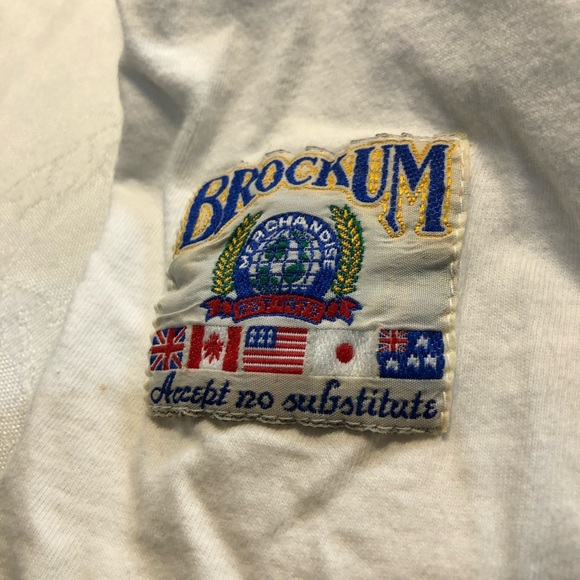 BROCKUM
MERCHANDISE
Accept no substitute